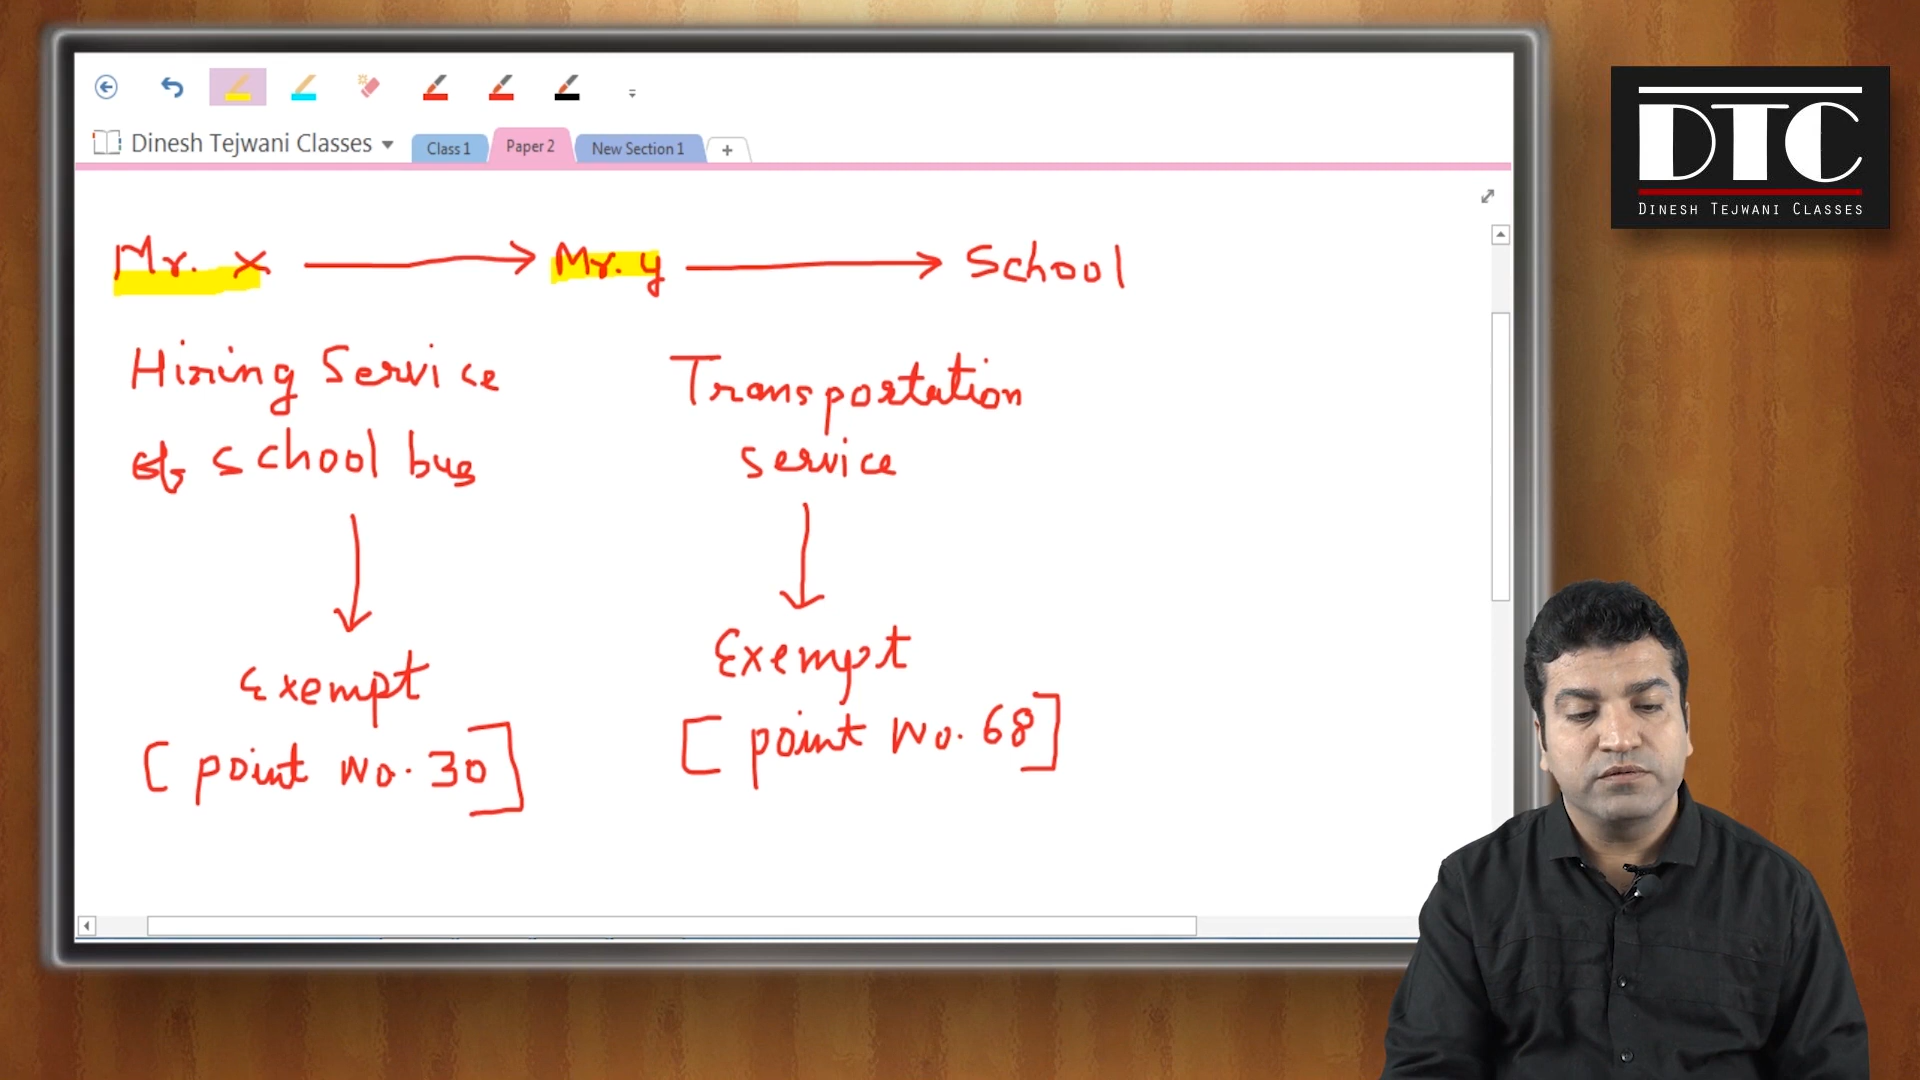 DTC
DINESH TEJWANI CLASSES
Dinesh Tejwani Classes
Class 1
Paper 2
New Section 1
+
Mr. X → Mr. y → School
Hiring Service
of school bus
Transportation
service
Exempt
[point No. 30]
Exempt
[point No. 68]